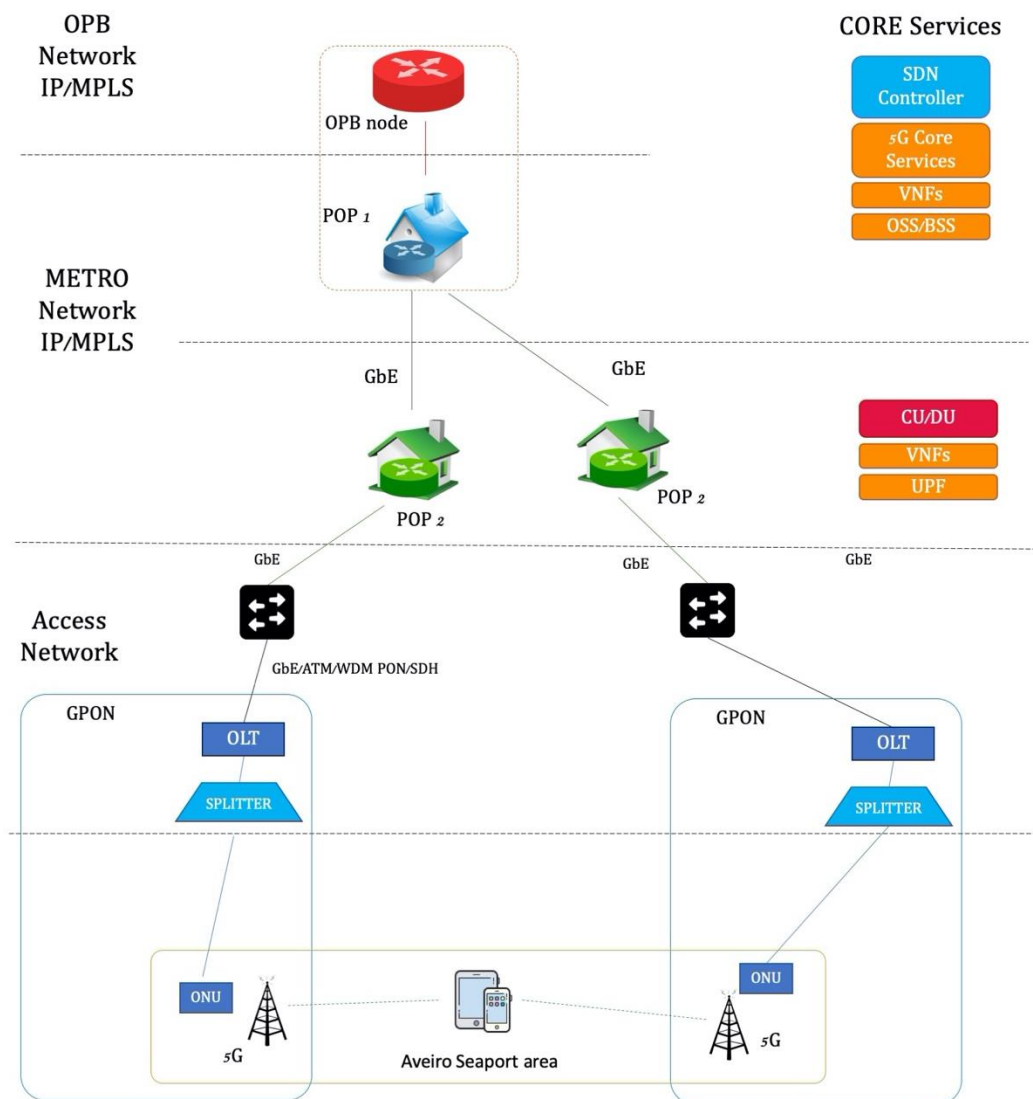 OPB
Network
IP/MPLS
CORE Services
SDN
Controller
5G Core
Services
VNFs
OSS/BSS
OPB node
POP 1
METRO
Network
IP/MPLS
GbE
GbE
POP 2
POP 2
CU/DU
VNFs
UPF
GbE
GbE
GbE
Access
Network
GbE/ATM/WDM PON/SDH
GPON
OLT
SPLITTER
GPON
OLT
SPLITTER
ONU
5G
ONU
5G
Aveiro Seaport area